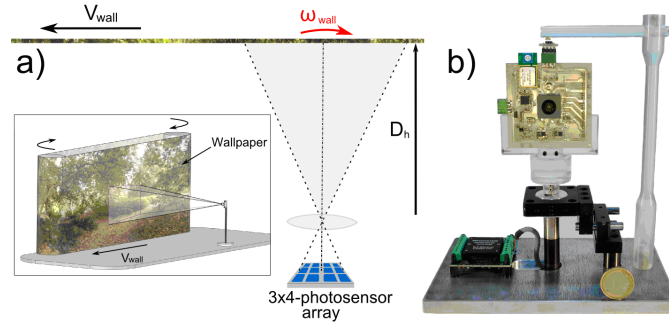 V_wall
ω_wall
a)
b)
D_h
Wallpaper
V_wall
3x4-photosensor
array